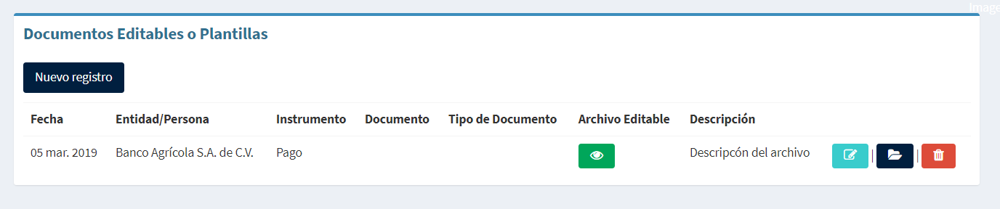 Image
Documentos Editables o Plantillas
Nuevo registro
Fecha Entidad/Persona Instrumento Documento Tipo de Documento Archivo Editable Descripción
05 mar. 2019 Banco Agrícola S.A. de C.V. Pago Descripcón del archivo | |